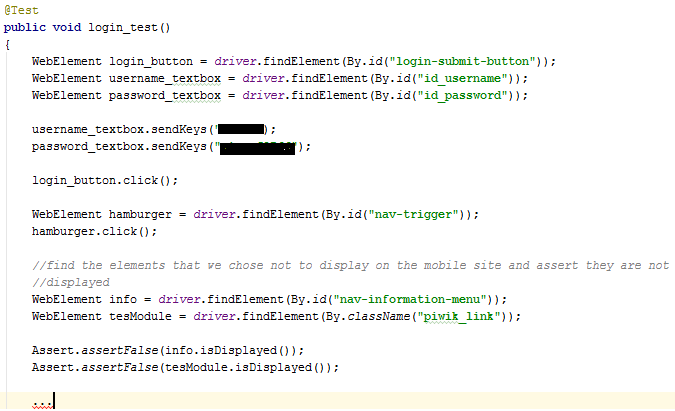 @Test
public void login_test()
{
WebElement login_button = driver.findElement(By.id("login-submit-button"));
WebElement username_textbox = driver.findElement(By.id("id_username"));
WebElement password_textbox = driver.findElement(By.id("id_password"));
username_textbox.sendKeys(" );
password_textbox.sendKeys(" ");
login_button.click();
WebElement hamburger = driver.findElement(By.id("nav-trigger"));
hamburger.click();
//find the elements that we chose not to display on the mobile site and assert they are not
//displayed
WebElement info = driver.findElement(By.id("nav-information-menu"));
WebElement tesModule = driver.findElement(By.className("piwik_link"));
Assert.assertFalse(info.isDisplayed());
Assert.assertFalse(tesModule.isDisplayed());
...